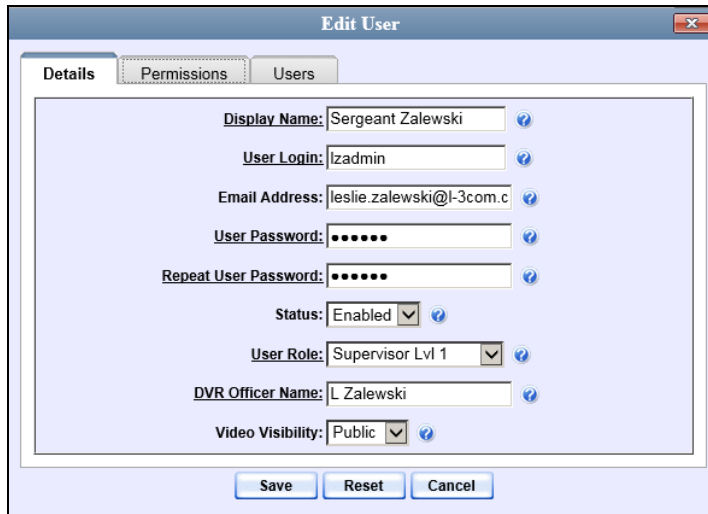 Edit User
Details Permissions Users
Display Name: Sergeant Zalewski
User Login: lzadmin
Email Address: leslie.zalewski@l-3com.c
User Password: ••••••
Repeat User Password: ••••••
Status: Enabled
User Role: Supervisor Lvl 1
DVR Officer Name: L Zalewski
Video Visibility: Public
Save Reset Cancel